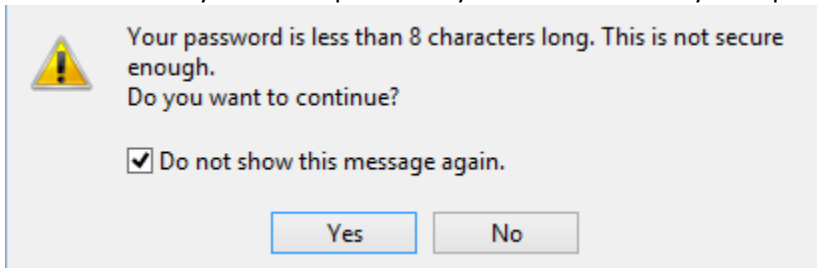 Your password is less than 8 characters long. This is not secure
enough.
Do you want to continue?
Do not show this message again.
Yes No